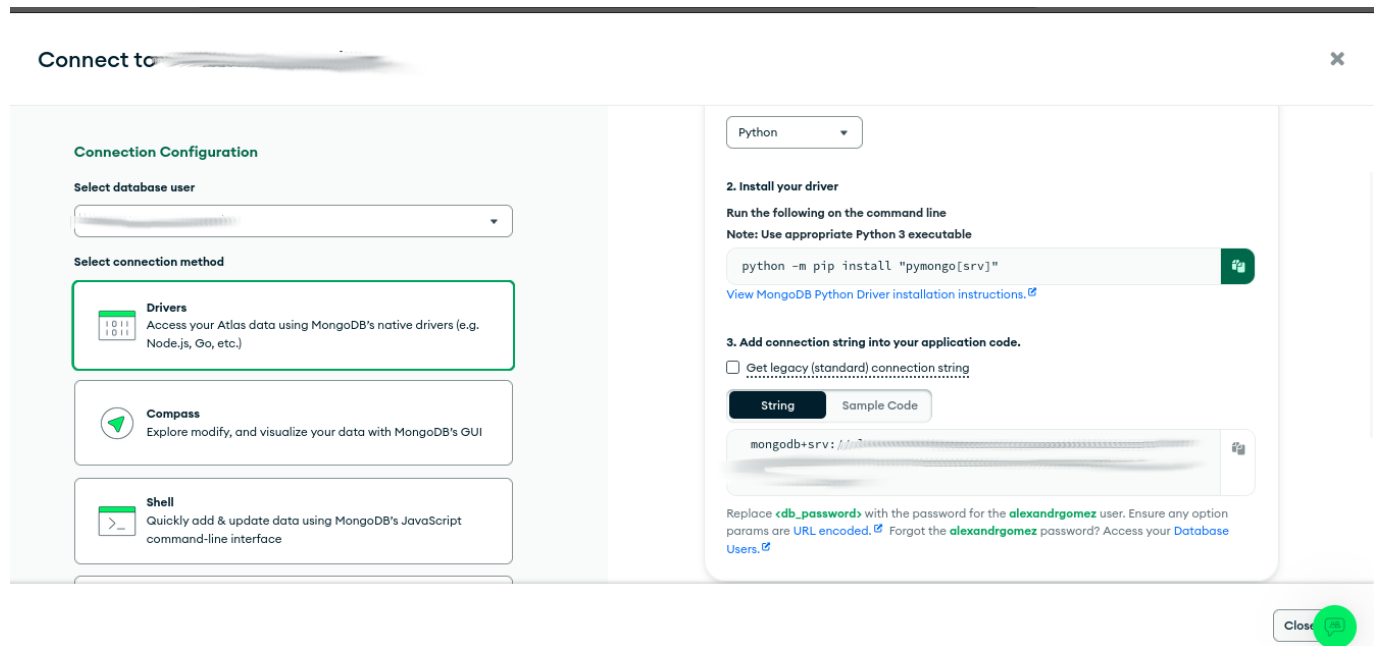 Connect to
Connection Configuration
Select database user
Select connection method
Drivers
Access your Atlas data using MongoDB's native drivers (e.g.
Node.js, Go, etc.)
Compass
Explore modify, and visualize your data with MongoDB's GUI
Shell
Quickly add & update data using MongoDB's JavaScript
command-line interface
Python
2. Install your driver
Run the following on the command line
Note: Use appropriate Python 3 executable
python -m pip install "pymongo[srv]"
View MongoDB Python Driver installation instructions.
3. Add connection string into your application code.
Get legacy (standard) connection string
String Sample Code
mongodb+srv://
Replace <db_password> with the password for the alexandrgomez user. Ensure any option
params are URL encoded. Forgot the alexandrgomez password? Access your Database
Users.
Close